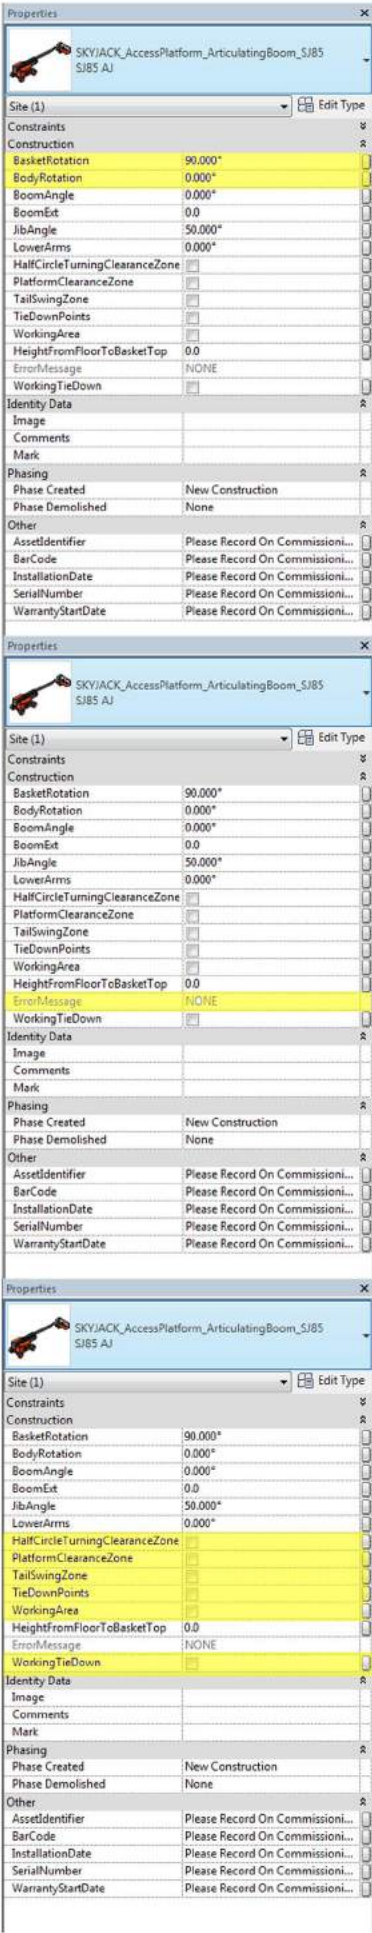 Properties
SKYJACK_AccessPlatform_ArticulatingBoom_SJ85
SJ85 AJ
Site (1) Edit Type
Constraints
Construction
BasketRotation 90.000°
BodyRotation 0.000°
BoomAngle 0.000°
BoomExt 0.0
JibAngle 50.000°
LowerArms 0.000°
HalfCircleTurningClearanceZone
PlatformClearanceZone
TailSwingZone
TieDownPoints
WorkingArea
HeightFromFloorToBasketTop 0.0
ErrorMessage NONE
WorkingTieDown
Identity Data
Image
Comments
Mark
Phasing
Phase Created New Construction
Phase Demolished None
Other
AssetIdentifier Please Record On Commissioni...
BarCode Please Record On Commissioni...
InstallationDate Please Record On Commissioni...
SerialNumber Please Record On Commissioni...
WarrantyStartDate Please Record On Commissioni...
Properties
SKYJACK_AccessPlatform_ArticulatingBoom_SJ85
SJ85 AJ
Site (1) Edit Type
Constraints
Construction
BasketRotation 90.000°
BodyRotation 0.000°
BoomAngle 0.000°
BoomExt 0.0
JibAngle 50.000°
LowerArms 0.000°
HalfCircleTurningClearanceZone
PlatformClearanceZone
TailSwingZone
TieDownPoints
WorkingArea
HeightFromFloorToBasketTop 0.0
ErrorMessage NONE
WorkingTieDown
Identity Data
Image
Comments
Mark
Phasing
Phase Created New Construction
Phase Demolished None
Other
AssetIdentifier Please Record On Commissioni...
BarCode Please Record On Commissioni...
InstallationDate Please Record On Commissioni...
SerialNumber Please Record On Commissioni...
WarrantyStartDate Please Record On Commissioni...
Properties
SKYJACK_AccessPlatform_ArticulatingBoom_SJ85
SJ85 AJ
Site (1) Edit Type
Constraints
Construction
BasketRotation 90.000°
BodyRotation 0.000°
BoomAngle 0.000°
BoomExt 0.0
JibAngle 50.000°
LowerArms 0.000°
HalfCircleTurningClearanceZone
PlatformClearanceZone
TailSwingZone
TieDownPoints
WorkingArea
HeightFromFloorToBasketTop 0.0
ErrorMessage NONE
WorkingTieDown
Identity Data
Image
Comments
Mark
Phasing
Phase Created New Construction
Phase Demolished None
Other
AssetIdentifier Please Record On Commissioni...
BarCode Please Record On Commissioni...
InstallationDate Please Record On Commissioni...
SerialNumber Please Record On Commissioni...
WarrantyStartDate Please Record On Commissioni...